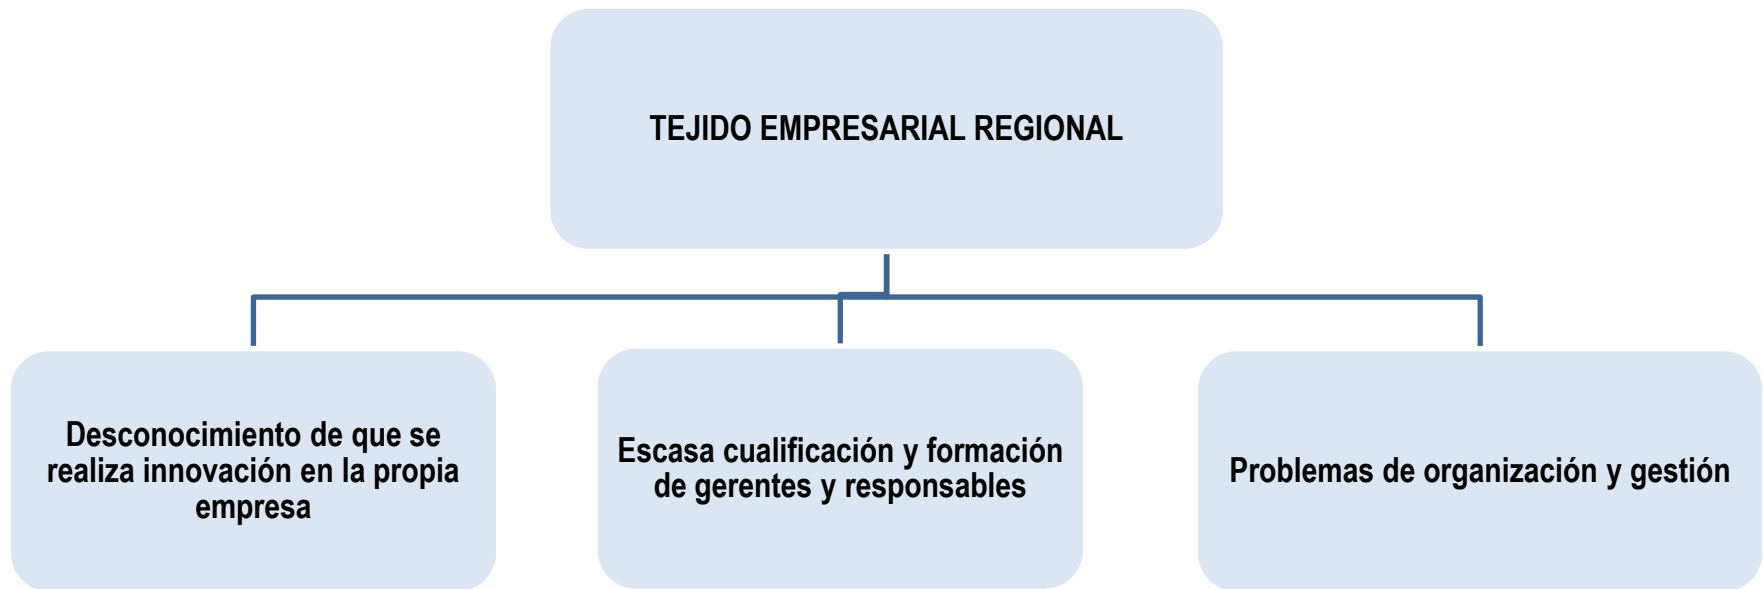 TEJIDO EMPRESARIAL REGIONAL
Desconocimiento de que se
realiza innovación en la propia
empresa
Escasa cualificación y formación
de gerentes y responsables
Problemas de organización y gestión